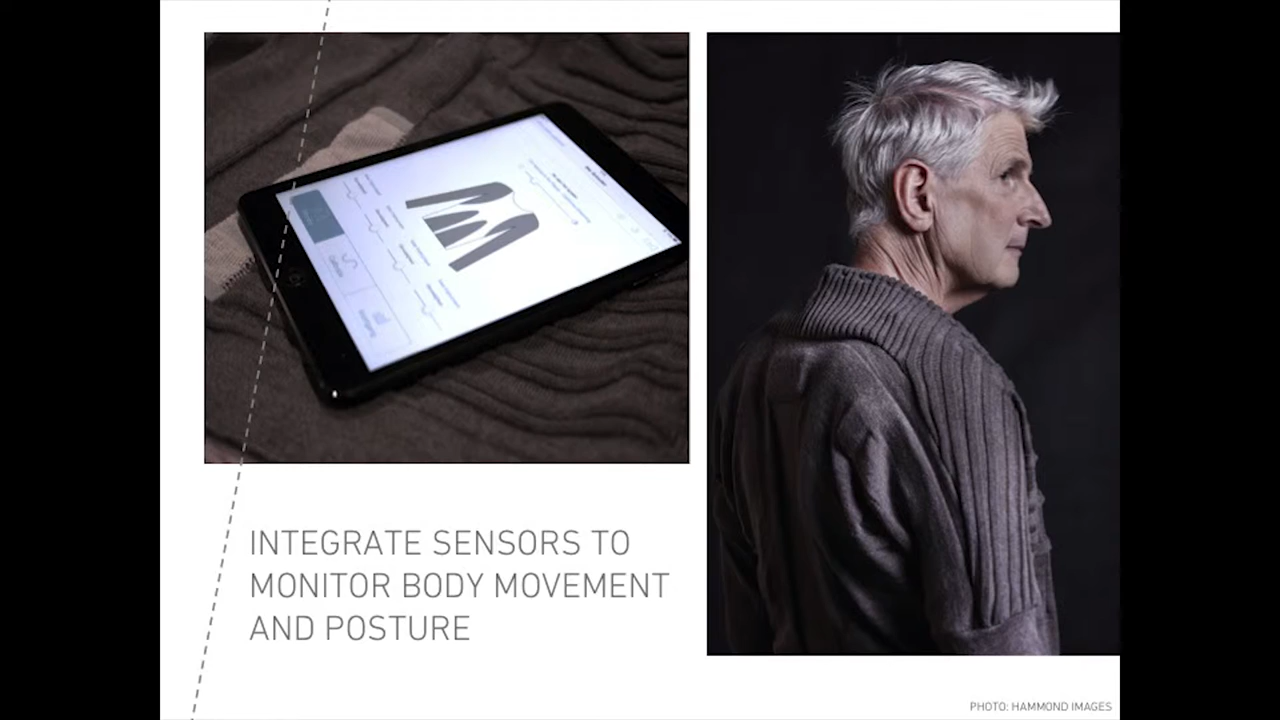 INTEGRATE SENSORS TO
MONITOR BODY MOVEMENT
AND POSTURE
PHOTO: HAMMOND IMAGES